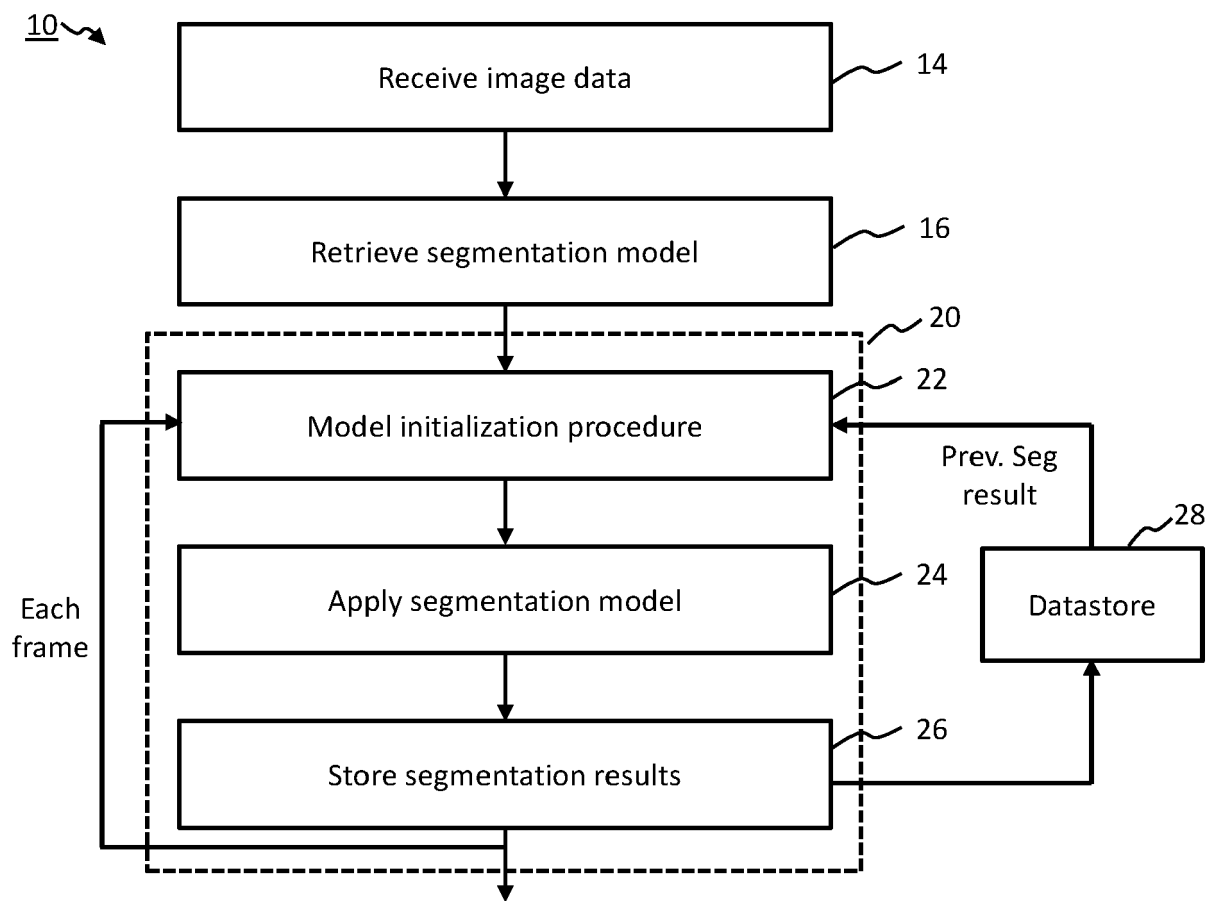 10
Receive image data
14
Retrieve segmentation model
16
20
Model initialization procedure
22
Prev. Seg
result
28
Apply segmentation model
24
Datastore
Each
frame
Store segmentation results
26